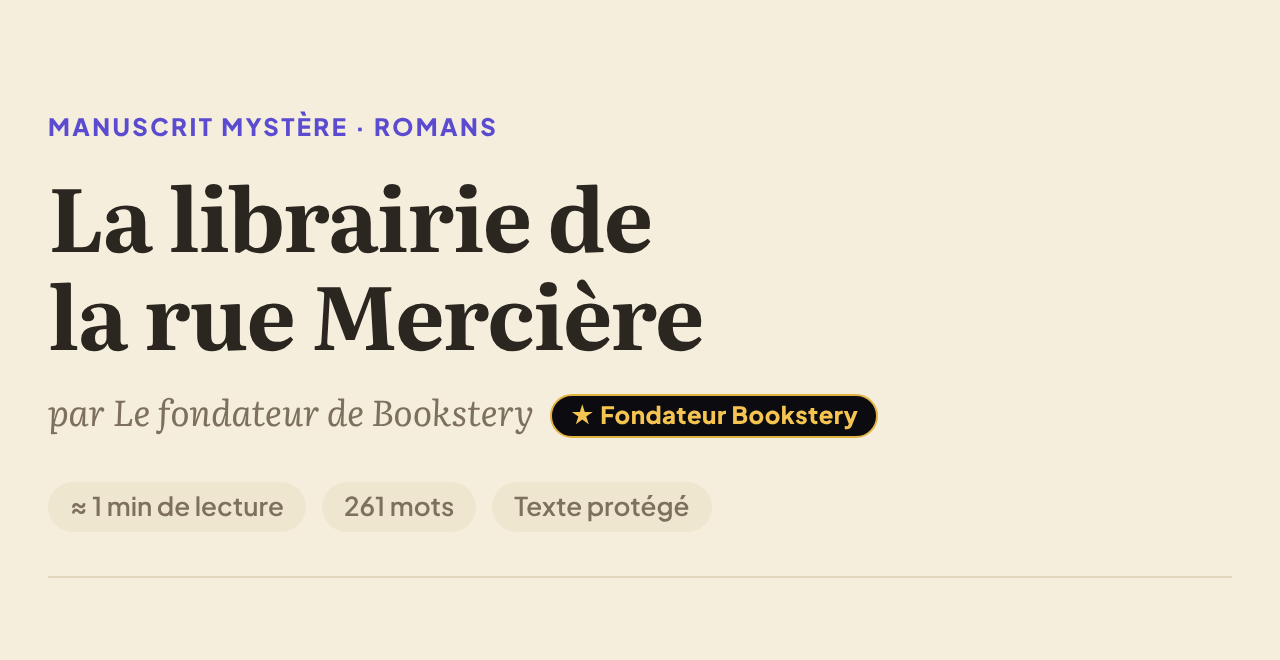 MANUSCRIT MYSTÈRE · ROMANS
La librairie de
la rue Mercière
par Le fondateur de Bookstery ★ Fondateur Bookstery
≈ 1 min de lecture 261 mots Texte protégé